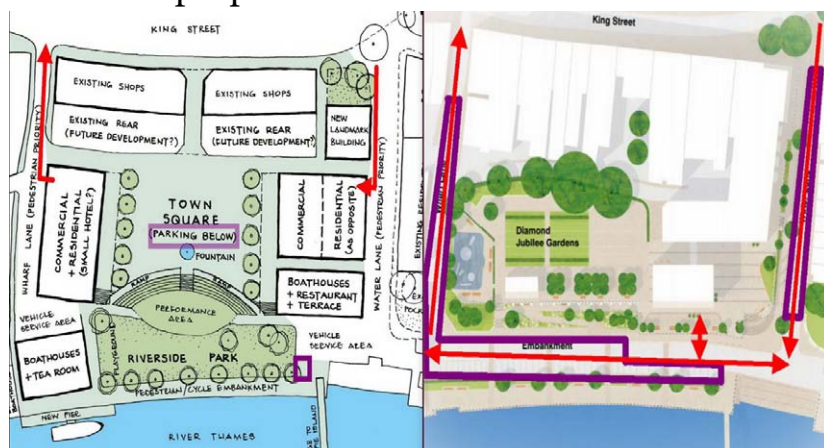 KING STREET
EXISTING SHOPS
EXISTING SHOPS
EXISTING REAR
(FUTURE DEVELOPMENT?)
EXISTING REAR
(FUTURE DEVELOPMENT?)
NEW
LANDMARK
BUILDING
WHARF LANE (PEDESTRIAN PRIORITY)
COMMERCIAL
+ RESIDENTIAL
(SMALL HOTEL?)
TOWN
SQUARE
(PARKING BELOW)
FOUNTAIN
COMMERCIAL
RESIDENTIAL
(AS OPPOSITE)
WATER LANE (PEDESTRIAN PRIORITY)
EXISTING
RAMP
BOATHOUSES
+ RESTAURANT
+ TERRACE
PERFORMANCE
AREA
VEHICLE
SERVICE AREA
VEHICLE
SERVICE AREA
PLAYGROUND
RIVERSIDE PARK
BOATHOUSES
+ TEA ROOM
PEDESTRIAN/CYCLE EMBANKMENT
NEW PIER
RIVER THAMES
King Street
Diamond
Jubilee Gardens
Embankment